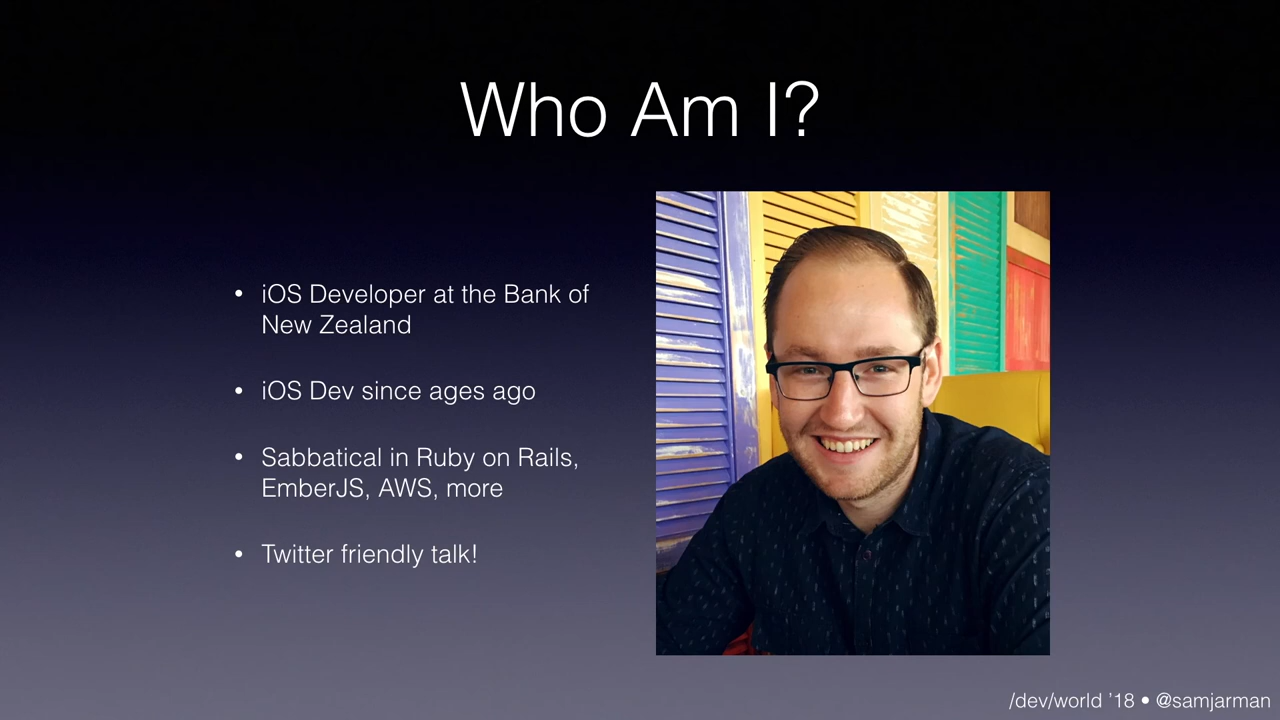 Who Am I?
• iOS Developer at the Bank of
New Zealand
• iOS Dev since ages ago
• Sabbatical in Ruby on Rails,
EmberJS, AWS, more
• Twitter friendly talk!
/dev/world ’18 • @samjarman